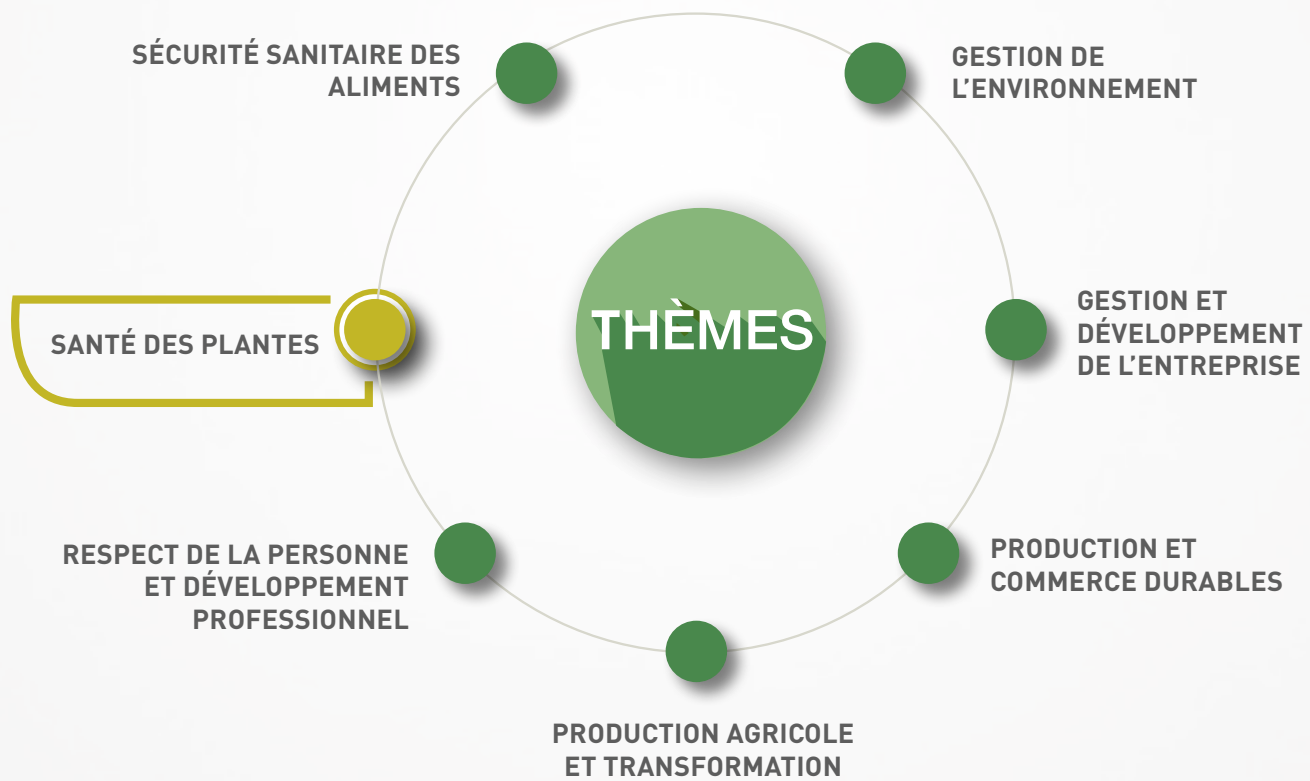 SÉCURITÉ SANITAIRE DES
ALIMENTS
GESTION DE
L'ENVIRONNEMENT
SANTÉ DES PLANTES
THÈMES
GESTION ET
DÉVELOPPEMENT
DE L'ENTREPRISE
RESPECT DE LA PERSONNE
ET DÉVELOPPEMENT
PROFESSIONNEL
PRODUCTION ET
COMMERCE DURABLES
PRODUCTION AGRICOLE
ET TRANSFORMATION